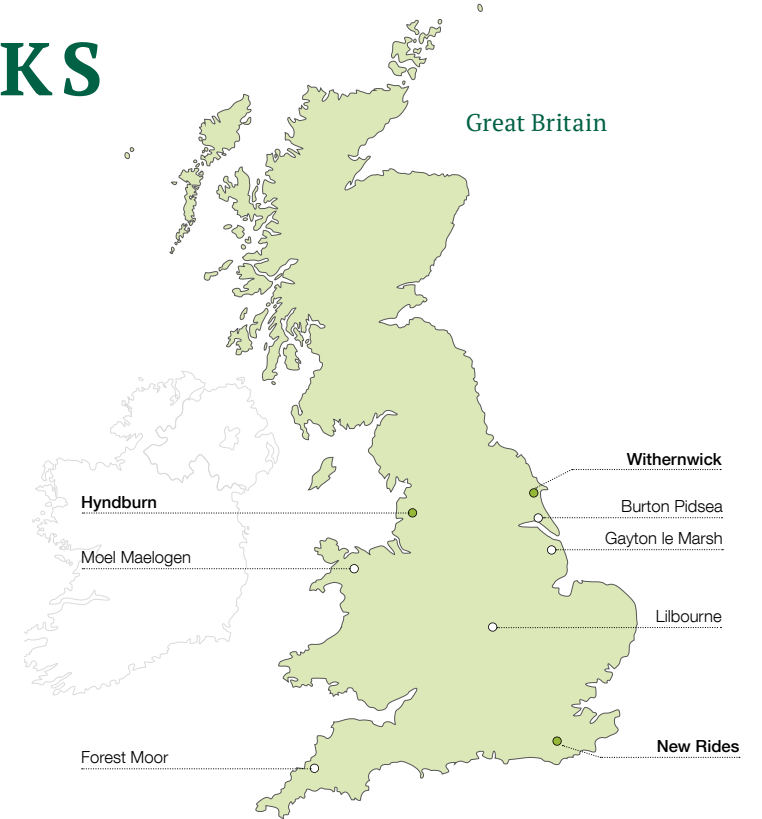 KS
Great Britain
Withernwick
Hyndburn
Burton Pidsea
Gayton le Marsh
Moel Maelogen
Lilbourne
New Rides
Forest Moor